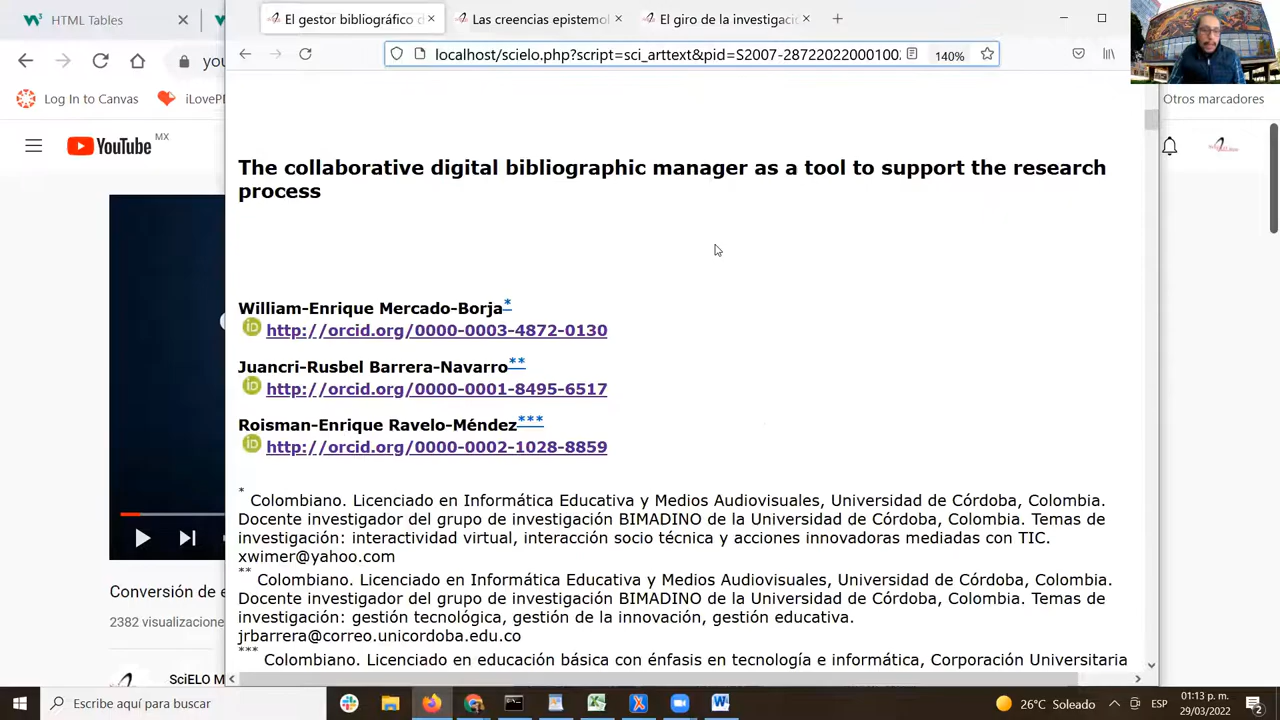 HTML Tables
El gestor bibliográfico d
Las creencias epistemol
El giro de la investigaci
localhost/scielo.php?script=sci_arttext&pid=S2007-28722022000100
140%
you
Log In to Canvas
iLovePD
Otros marcadores
YouTube MX
The collaborative digital bibliographic manager as a tool to support the research
process
William-Enrique Mercado-Borja*
iD http://orcid.org/0000-0003-4872-0130
Juancri-Rusbel Barrera-Navarro**
iD http://orcid.org/0000-0001-8495-6517
Roisman-Enrique Ravelo-Méndez***
iD http://orcid.org/0000-0002-1028-8859
* Colombiano. Licenciado en Informática Educativa y Medios Audiovisuales, Universidad de Córdoba, Colombia.
Docente investigador del grupo de investigación BIMADINO de la Universidad de Córdoba, Colombia. Temas de
investigación: interactividad virtual, interacción socio técnica y acciones innovadoras mediadas con TIC.
xwimer@yahoo.com
** Colombiano. Licenciado en Informática Educativa y Medios Audiovisuales, Universidad de Córdoba, Colombia.
Docente investigador del grupo de investigación BIMADINO de la Universidad de Córdoba, Colombia. Temas de
investigación: gestión tecnológica, gestión de la innovación, gestión educativa.
jrbarrera@correo.unicordoba.edu.co
*** Colombiano. Licenciado en educación básica con énfasis en tecnología e informática, Corporación Universitaria
Conversión de e
2382 visualizacione
SciELO M
Escribe aquí para buscar
26°C Soleado
ESP
01:13 p. m.
29/03/2022
2